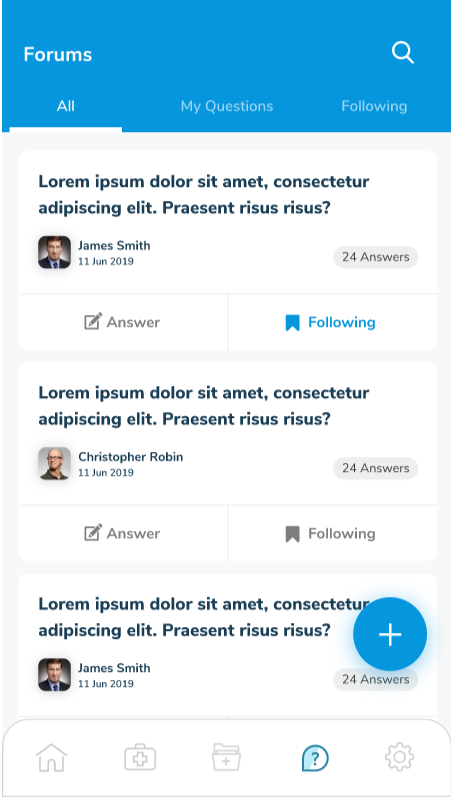 Forums
All
My Questions
Following
Lorem ipsum dolor sit amet, consectetur
adipiscing elit. Praesent risus risus?
James Smith
11 Jun 2019
24 Answers
Answer
Following
Lorem ipsum dolor sit amet, consectetur
adipiscing elit. Praesent risus risus?
Christopher Robin
11 Jun 2019
24 Answers
Answer
Following
Lorem ipsum dolor sit amet, consectetur
adipiscing elit. Praesent risus risus?
James Smith
11 Jun 2019
24 Answers
?